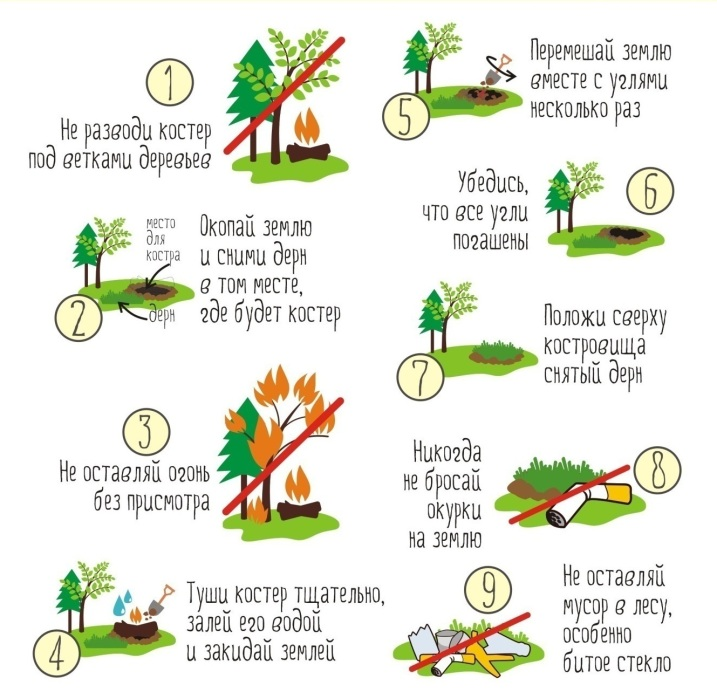 1
Не разводи костер
под ветками деревьев
2
место
для
костра
дерн
Окопай землю
и сними дерн
в том месте,
где будет костер
3
Не оставляй огонь
без присмотра
4
Туши костер тщательно,
залей его водой
и закидай землей
5
Перемешай землю
вместе с углями
несколько раз
6
Убедись,
что все угли
погашены
7
Положи сверху
костровища
снятый дерн
8
Никогда
не бросай
окурки
на землю
9
Не оставляй
мусор в лесу,
особенно
битое стекло